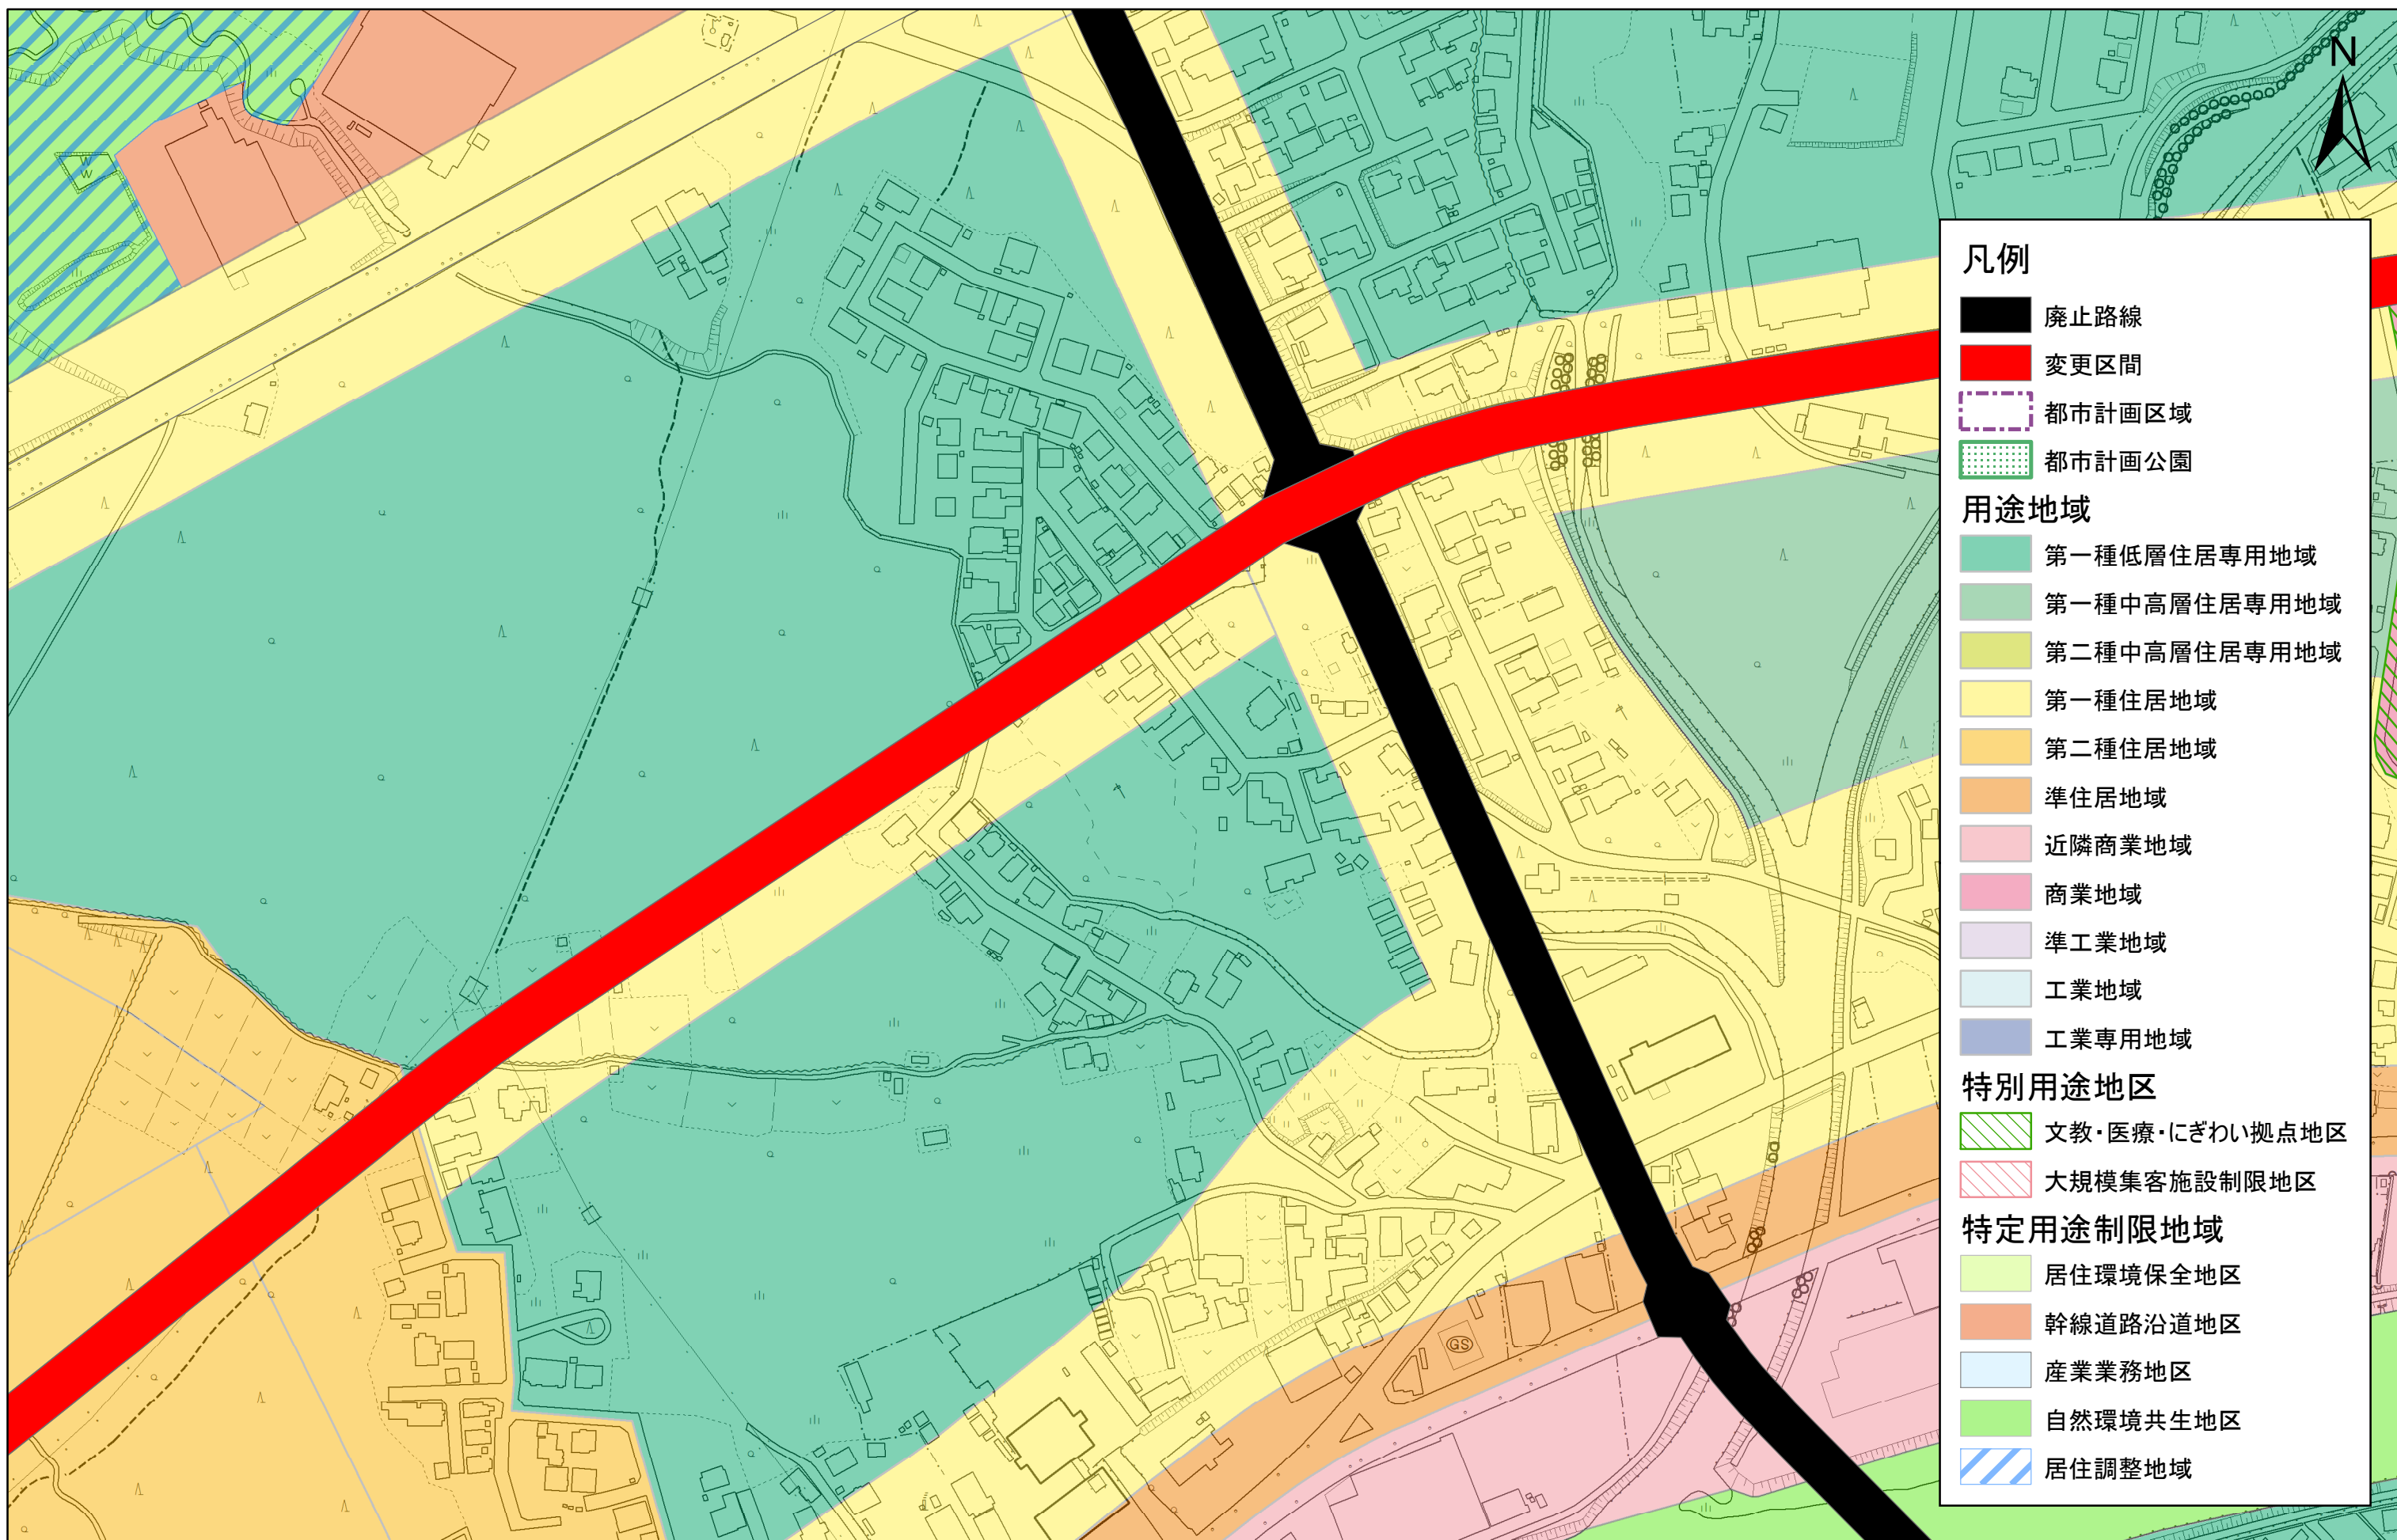 N
凡例
廃止路線
変更区間
都市計画区域
都市計画公園
用途地域
第一種低層住居専用地域
第一種中高層住居専用地域
第二種中高層住居専用地域
第一種住居地域
第二種住居地域
準住居地域
近隣商業地域
商業地域
準工業地域
工業地域
工業専用地域
特別用途地区
文教・医療・にぎわい拠点地区
大規模集客施設制限地区
特定用途制限地域
居住環境保全地区
幹線道路沿道地区
産業業務地区
自然環境共生地区
居住調整地域
GS